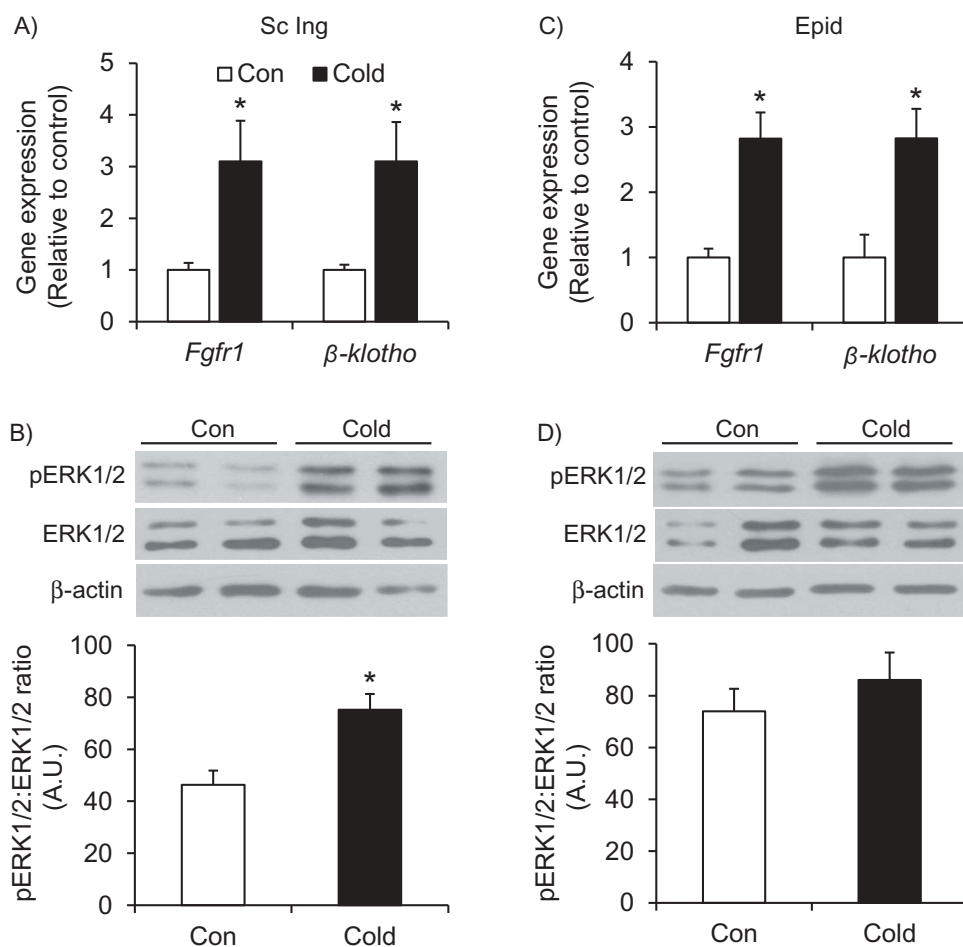 A) Sc Ing
Con Cold
Gene expression
(Relative to control)
5
4
3
2
1
0
* *
Fgfr1 β-klotho
C) Epid
Gene expression
(Relative to control)
4
3
2
1
0
* *
Fgfr1 β-klotho
B) Con Cold
pERK1/2
ERK1/2
β-actin
pERK1/2:ERK1/2 ratio
(A.U.)
100
80
60
40
20
0
*
Con Cold
D) Con Cold
pERK1/2
ERK1/2
β-actin
pERK1/2:ERK1/2 ratio
(A.U.)
100
80
60
40
20
0
Con Cold